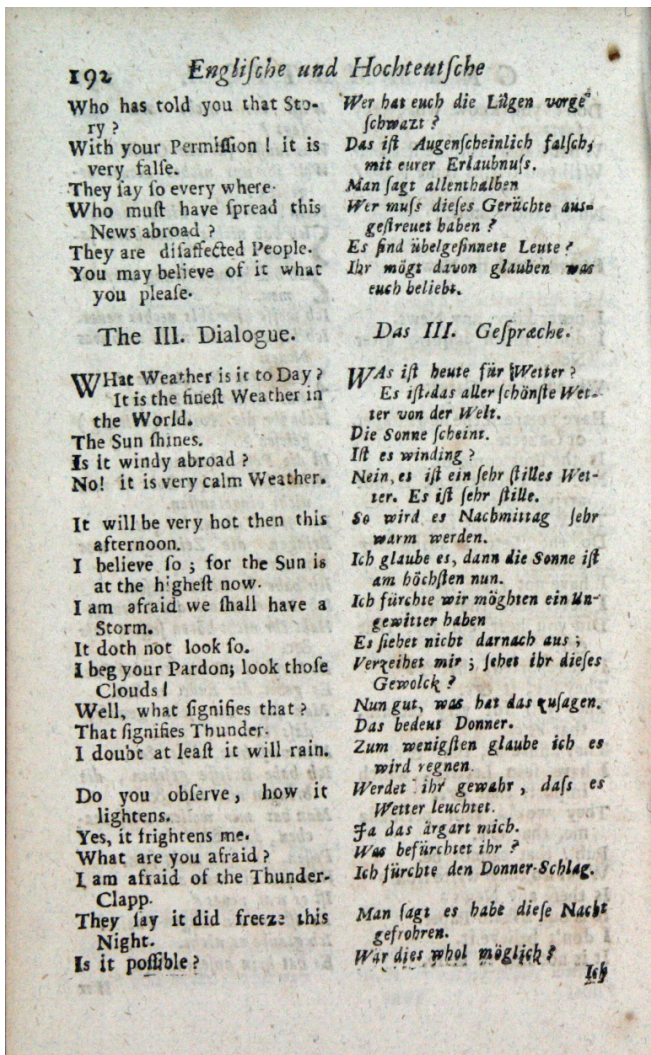 192 Engliſche und Hochteutſche
Who has told you that Sto-
ry ?
With your Permiſſion ! it is
very falſe.
They ſay ſo every where.
Who muſt have ſpread this
News abroad ?
They are diſaffected People.
You may believe of it what
you pleaſe.
The III. Dialogue.
WHat Weather is it to Day ?
It is the fineſt Weather in
the World.
The Sun ſhines.
Is it windy abroad ?
No! it is very calm Weather.
It will be very hot then this
afternoon.
I believe ſo ; for the Sun is
at the higheſt now.
I am afraid we ſhall have a
Storm.
It doth not look ſo.
I beg your Pardon; look thoſe
Clouds !
Well, what ſignifies that ?
That ſignifies Thunder.
I doubt at leaſt it will rain.
Do you obſerve, how it
lightens.
Yes, it frightens me.
What are you afraid ?
I am afraid of the Thunder-
Clapp.
They ſay it did freeze this
Night.
Is it poſſible ?
Wer hat euch die Lügen vorge
ſchwazt ?
Das iſt Augenſcheinlich falſch,
mit eurer Erlaubnuſs.
Man ſagt allenthalben
Wer muſs dieſes Gerüchte aus-
geſtreuet haben ?
Es ſind übelgeſinnete Leute ?
Ihr mögt davon glauben was
euch beliebt.
Das III. Geſpræche.
WAs iſt heute für Wetter ?
Es iſt das aller ſchönſte Wet-
ter von der Welt.
Die Sonne ſcheint.
Iſt es winding ?
Nein, es iſt ein ſehr ſtilles Wet-
ter. Es iſt ſehr ſtille.
So wird es Nachmittag ſehr
warm werden.
Ich glaube es, dann die Sonne iſt
am höchſten nun.
Ich fürchte wir möghten ein Un-
gewitter haben
Es ſiehet nicht darnach aus ;
Verzeihet mir ; ſehet ihr dieſes
Gewolck ?
Nun gut, was hat das zuſagen.
Das bedeut Donner.
Zum wenigſten glaube ich es
wird regnen.
Werdet ihr gewahr, daſs es
Wetter leuchtet.
Ja das ärgart mich.
Was befürchtet ihr ?
Ich fürchte den Donner-Schlag.
Man ſagt es habe dieſe Nacht
gefrohren.
Wär dies whol möglich ?
Ich